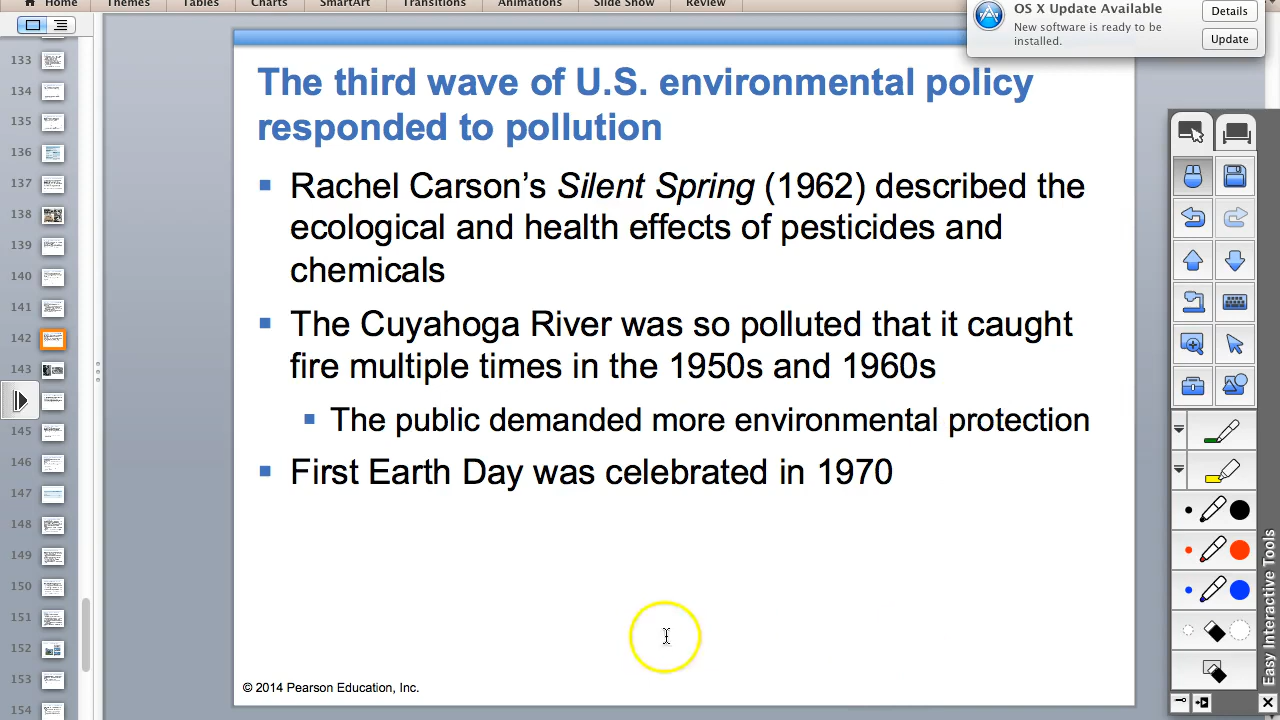 Home Themes Tables Charts SmartArt Transitions Animations Slide Show Review
OS X Update Available
New software is ready to be
installed.
Details
Update
133
134
135
136
137
138
139
140
141
142
143
145
146
147
148
149
150
151
152
153
154
The third wave of U.S. environmental policy
responded to pollution
▪ Rachel Carson’s Silent Spring (1962) described the
ecological and health effects of pesticides and
chemicals
▪ The Cuyahoga River was so polluted that it caught
fire multiple times in the 1950s and 1960s
▪ The public demanded more environmental protection
▪ First Earth Day was celebrated in 1970
© 2014 Pearson Education, Inc.
Easy Interactive Tools